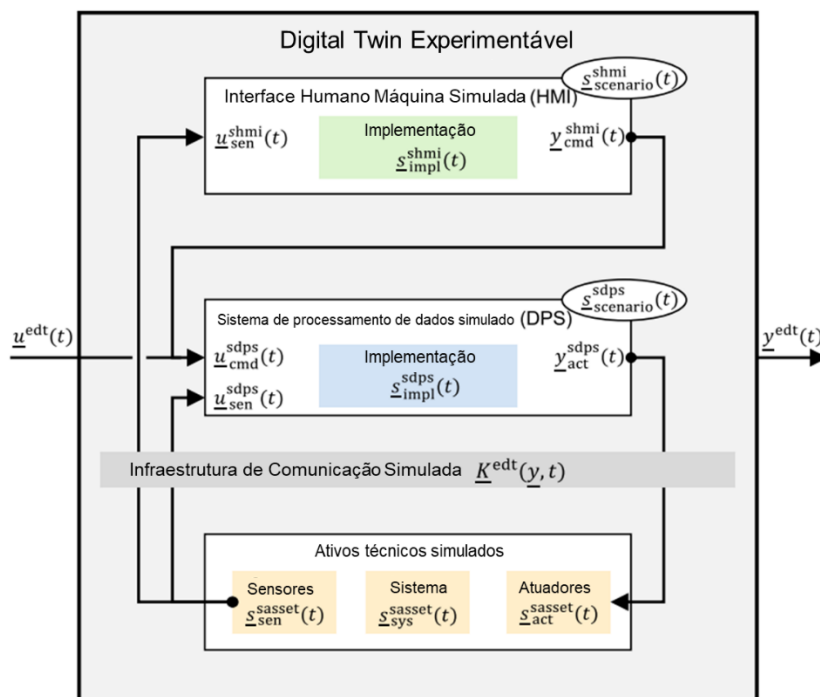 Digital Twin Experimentável
s^shmi_scenario(t)
Interface Humano Máquina Simulada (HMI)
u^shmi_sen(t)
Implementação
s^shmi_impl(t)
y^shmi_cmd(t)
s^sdps_scenario(t)
Sistema de processamento de dados simulado (DPS)
u^edt(t)
y^edt(t)
u^sdps_cmd(t)
Implementação
y^sdps_act(t)
u^sdps_sen(t)
s^sdps_impl(t)
Infraestrutura de Comunicação Simulada K^edt(y, t)
Ativos técnicos simulados
Sensores
s^sasset_sen(t)
Sistema
s^sasset_sys(t)
Atuadores
s^sasset_act(t)